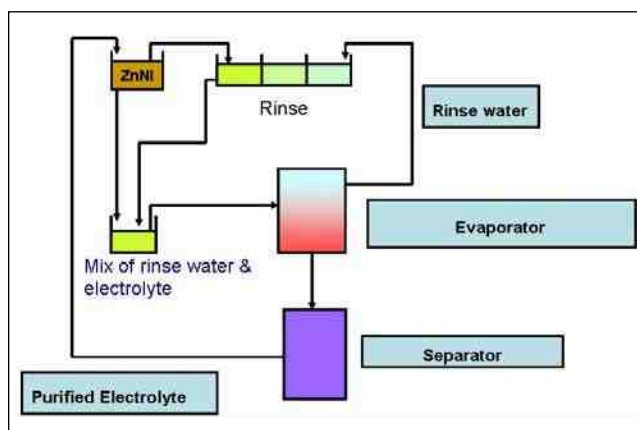 ZnNi
Rinse
Rinse water
Evaporator
Mix of rinse water &
electrolyte
Separator
Purified Electrolyte